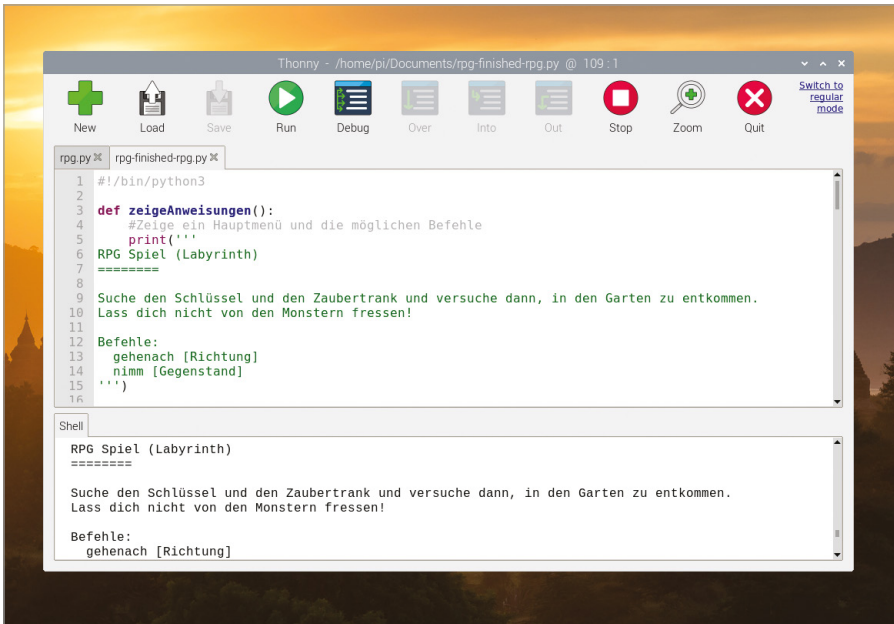 Thonny - /home/pi/Documents/rpg-finished-rpg.py @ 109 : 1
New Load Save Run Debug Over Into Out Stop Zoom Quit
Switch to
regular
mode
rpg.py rpg-finished-rpg.py
1 #!/bin/python3
2
3 def zeigeAnweisungen():
4 #Zeige ein Hauptmenü und die möglichen Befehle
5 print('''
6 RPG Spiel (Labyrinth)
7 ========
8
9 Suche den Schlüssel und den Zaubertrank und versuche dann, in den Garten zu entkommen.
10 Lass dich nicht von den Monstern fressen!
11
12 Befehle:
13 gehenach [Richtung]
14 nimm [Gegenstand]
15 ''')
16
Shell
RPG Spiel (Labyrinth)
========
Suche den Schlüssel und den Zaubertrank und versuche dann, in den Garten zu entkommen.
Lass dich nicht von den Monstern fressen!
Befehle:
gehenach [Richtung]